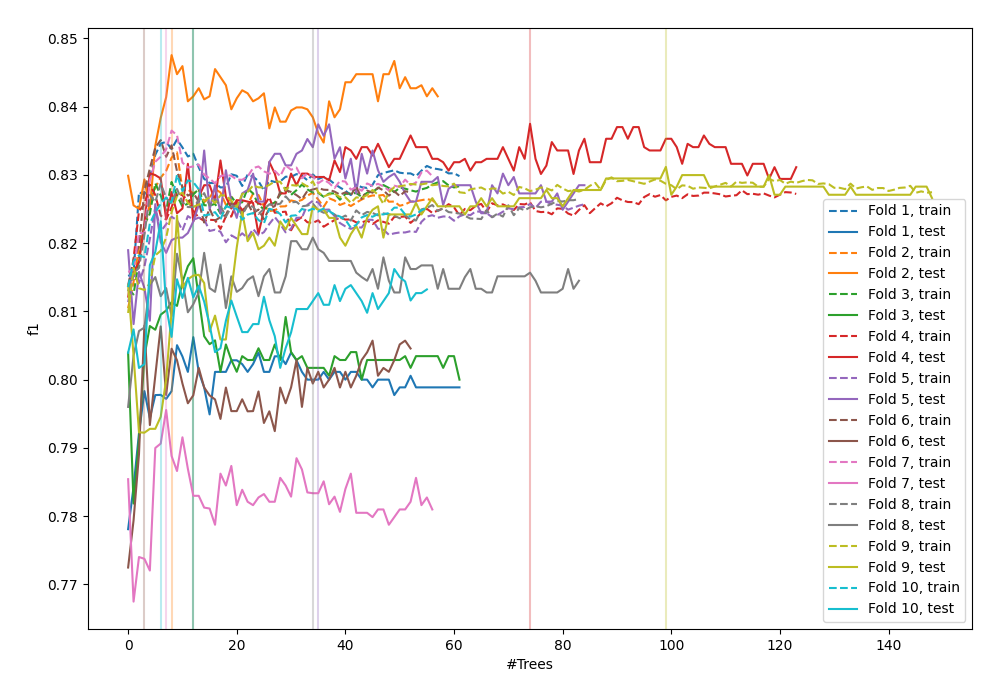 0.85
0.84
0.83
0.82
0.81
0.80
0.79
0.78
0.77
f1
0
20
40
60
80
100
120
140
#Trees
Fold 1, train
Fold 1, test
Fold 2, train
Fold 2, test
Fold 3, train
Fold 3, test
Fold 4, train
Fold 4, test
Fold 5, train
Fold 5, test
Fold 6, train
Fold 6, test
Fold 7, train
Fold 7, test
Fold 8, train
Fold 8, test
Fold 9, train
Fold 9, test
Fold 10, train
Fold 10, test